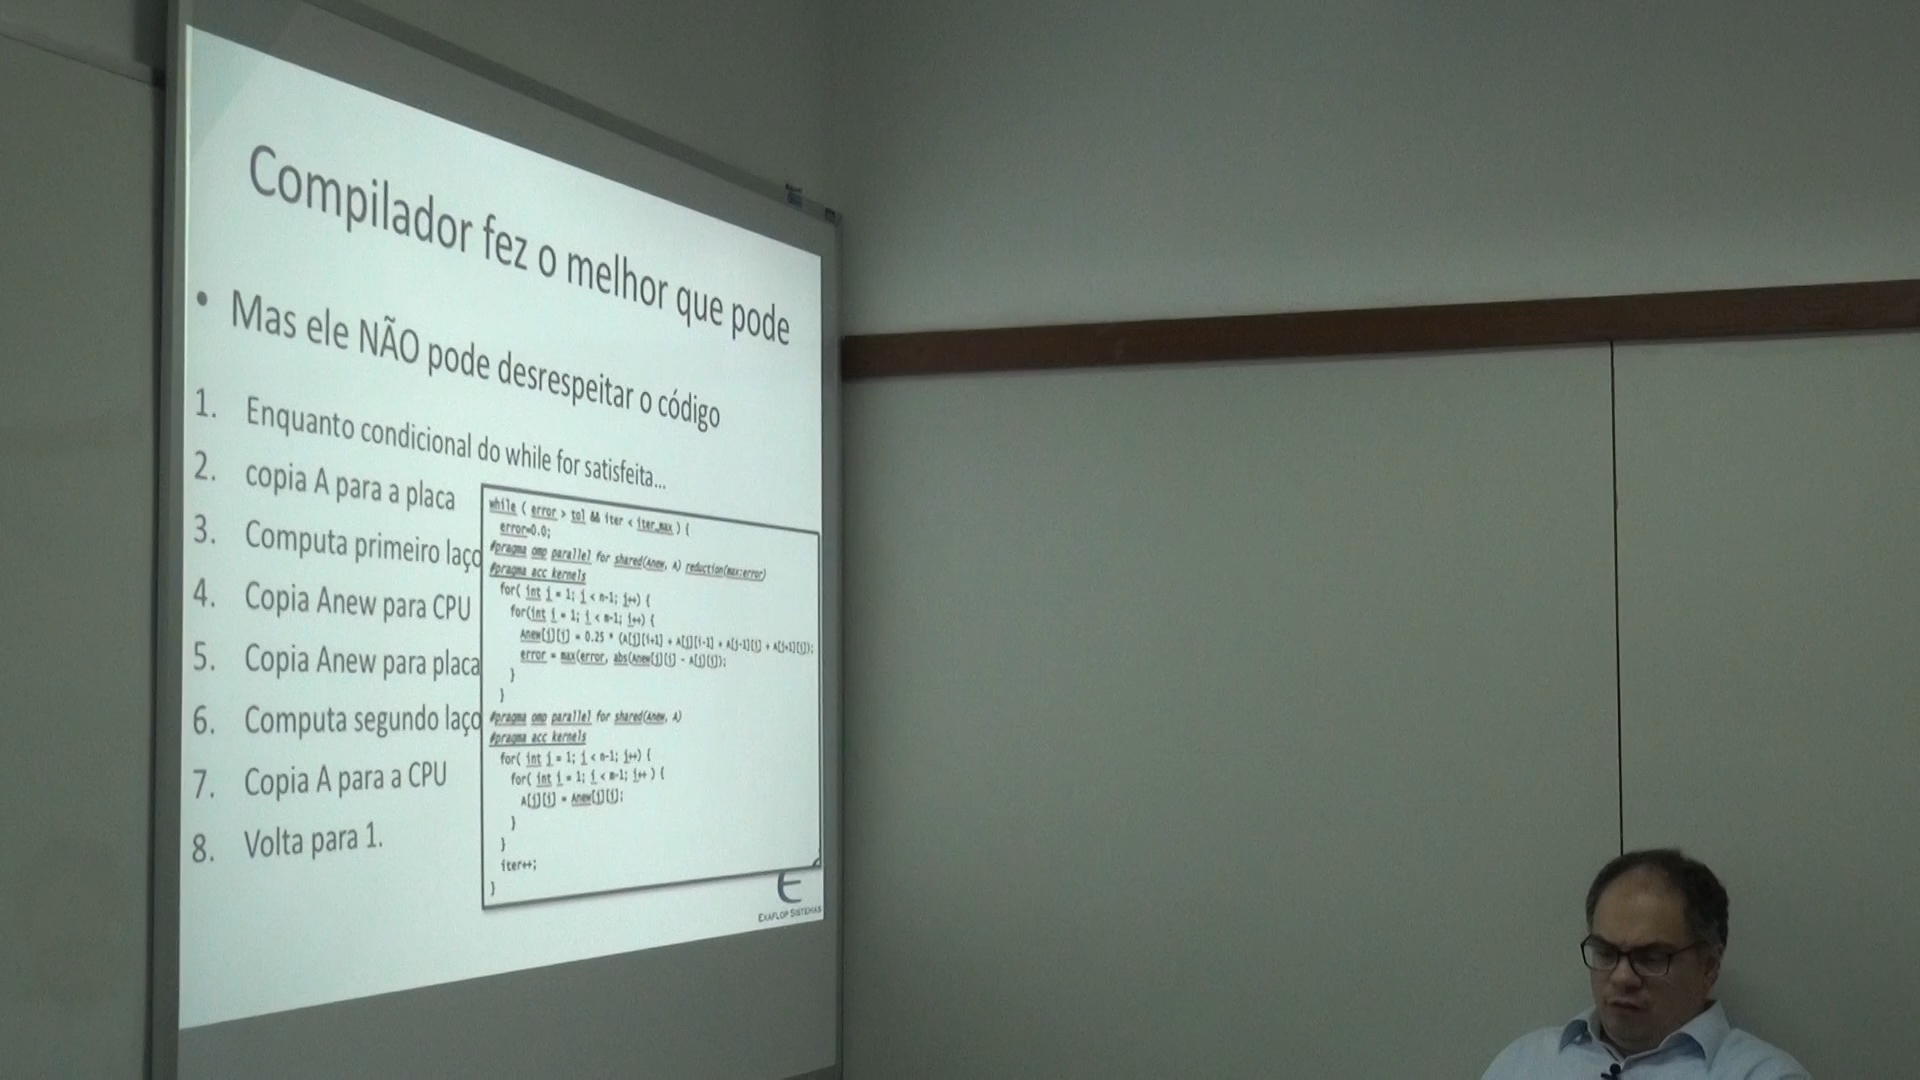 Compilador fez o melhor que pode
• Mas ele NÃO pode desrespeitar o código
1. Enquanto condicional do while for satisfeita...
2. copia A para a placa
3. Computa primeiro laço
4. Copia Anew para CPU
5. Copia Anew para placa
6. Computa segundo laço
7. Copia A para a CPU
8. Volta para 1.
while ( error > tol && iter < iter_max ) {
error=0.0;
#pragma omp parallel for shared(Anew, A) reduction(max:error)
#pragma acc kernels
for( int j = 1; j < n-1; j++) {
for(int i = 1; i < m-1; i++) {
Anew[j][i] = 0.25 * (A[j][i+1] + A[j][i-1] + A[j-1][i] + A[j+1][i]);
error = max(error, abs(Anew[j][i] - A[j][i]);
}
}
#pragma omp parallel for shared(Anew, A)
#pragma acc kernels
for( int j = 1; j < n-1; j++) {
for( int i = 1; i < m-1; i++ ) {
A[j][i] = Anew[j][i];
}
}
iter++;
}
E
EXAFLOP SISTEMAS